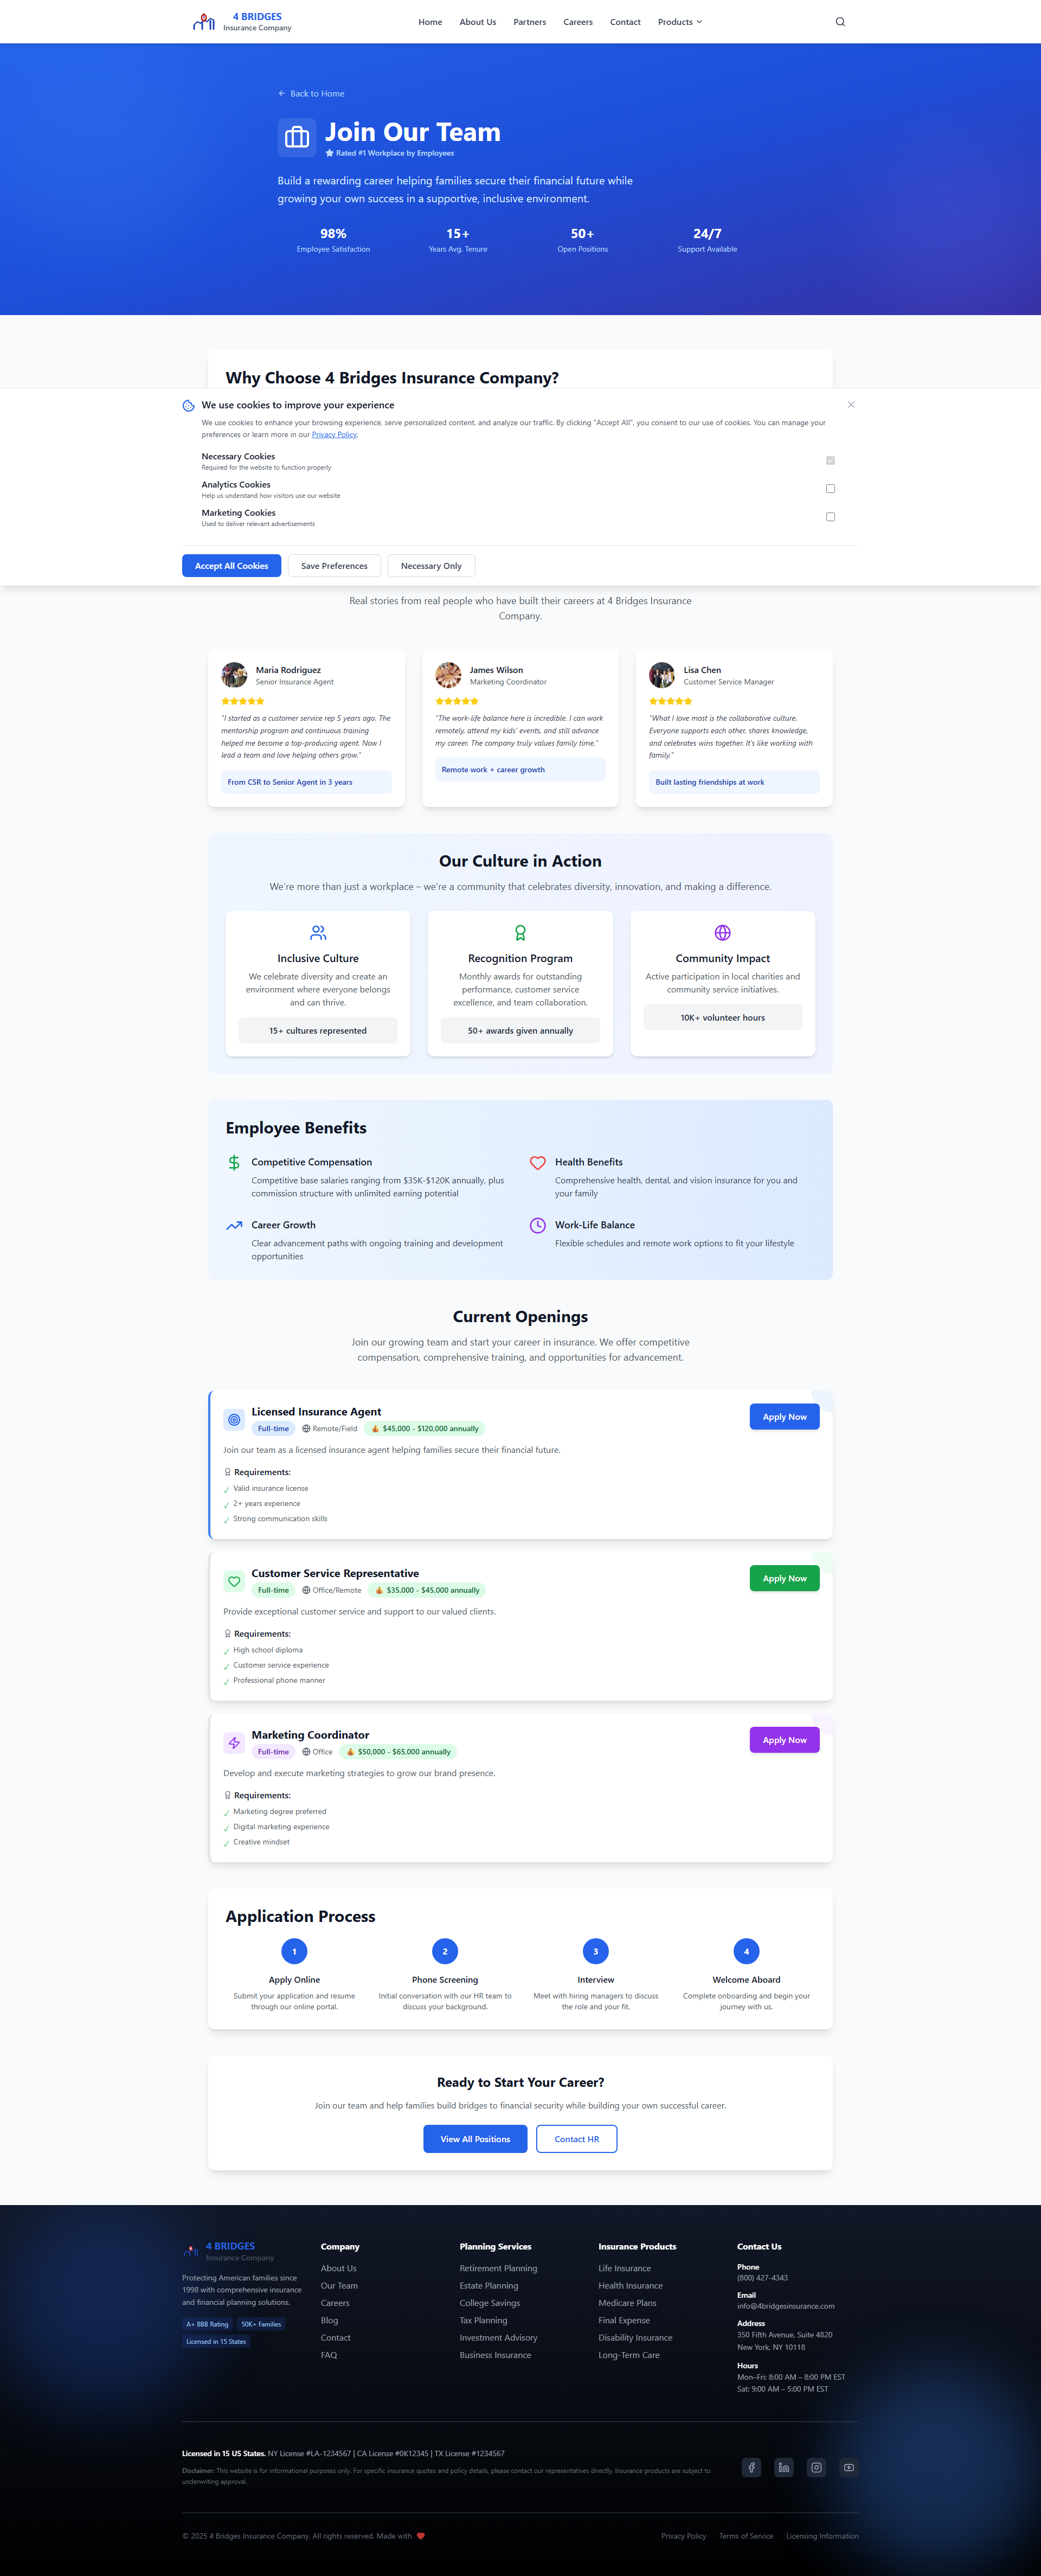 4 BRIDGES
Insurance Company
Home
About Us
Partners
Careers
Contact
Products
Back to Home
Join Our Team
Rated #1 Workplace by Employees
Build a rewarding career helping families secure their financial future while
growing your own success in a supportive, inclusive environment.
98%
Employee Satisfaction
15+
Years Avg. Tenure
50+
Open Positions
24/7
Support Available
Why Choose 4 Bridges Insurance Company?
We use cookies to improve your experience
We use cookies to enhance your browsing experience, serve personalized content, and analyze our traffic. By clicking "Accept All", you consent to our use of cookies. You can manage your
preferences or learn more in our Privacy Policy.
Necessary Cookies
Required for the website to function properly
Analytics Cookies
Help us understand how visitors use our website
Marketing Cookies
Used to deliver relevant advertisements
Accept All Cookies
Save Preferences
Necessary Only
Real stories from real people who have built their careers at 4 Bridges Insurance
Company.
Maria Rodriguez
Senior Insurance Agent
"I started as a customer service rep 5 years ago. The
mentorship program and continuous training
helped me become a top-producing agent. Now I
lead a team and love helping others grow."
From CSR to Senior Agent in 3 years
James Wilson
Marketing Coordinator
"The work-life balance here is incredible. I can work
remotely, attend my kids' events, and still advance
my career. The company truly values family time."
Remote work + career growth
Lisa Chen
Customer Service Manager
"What I love most is the collaborative culture.
Everyone supports each other, shares knowledge,
and celebrates wins together. It's like working with
family."
Built lasting friendships at work
Our Culture in Action
We're more than just a workplace – we're a community that celebrates diversity, innovation, and making a difference.
Inclusive Culture
We celebrate diversity and create an
environment where everyone belongs
and can thrive.
15+ cultures represented
Recognition Program
Monthly awards for outstanding
performance, customer service
excellence, and team collaboration.
50+ awards given annually
Community Impact
Active participation in local charities and
community service initiatives.
10K+ volunteer hours
Employee Benefits
Competitive Compensation
Competitive base salaries ranging from $35K-$120K annually, plus
commission structure with unlimited earning potential
Health Benefits
Comprehensive health, dental, and vision insurance for you and
your family
Career Growth
Clear advancement paths with ongoing training and development
opportunities
Work-Life Balance
Flexible schedules and remote work options to fit your lifestyle
Current Openings
Join our growing team and start your career in insurance. We offer competitive
compensation, comprehensive training, and opportunities for advancement.
Licensed Insurance Agent
Full-time
Remote/Field
$45,000 - $120,000 annually
Apply Now
Join our team as a licensed insurance agent helping families secure their financial future.
Requirements:
✓ Valid insurance license
✓ 2+ years experience
✓ Strong communication skills
Customer Service Representative
Full-time
Office/Remote
$35,000 - $45,000 annually
Apply Now
Provide exceptional customer service and support to our valued clients.
Requirements:
✓ High school diploma
✓ Customer service experience
✓ Professional phone manner
Marketing Coordinator
Full-time
Office
$50,000 - $65,000 annually
Apply Now
Develop and execute marketing strategies to grow our brand presence.
Requirements:
✓ Marketing degree preferred
✓ Digital marketing experience
✓ Creative mindset
Application Process
1
Apply Online
Submit your application and resume
through our online portal.
2
Phone Screening
Initial conversation with our HR team to
discuss your background.
3
Interview
Meet with hiring managers to discuss
the role and your fit.
4
Welcome Aboard
Complete onboarding and begin your
journey with us.
Ready to Start Your Career?
Join our team and help families build bridges to financial security while building your own successful career.
View All Positions
Contact HR
4 BRIDGES
Insurance Company
Protecting American families since
1998 with comprehensive insurance
and financial planning solutions.
A+ BBB Rating
50K+ Families
Licensed in 15 States
Company
About Us
Our Team
Careers
Blog
Contact
FAQ
Planning Services
Retirement Planning
Estate Planning
College Savings
Tax Planning
Investment Advisory
Business Insurance
Insurance Products
Life Insurance
Health Insurance
Medicare Plans
Final Expense
Disability Insurance
Long-Term Care
Contact Us
Phone
(800) 427-4343
Email
info@4bridgesinsurance.com
Address
350 Fifth Avenue, Suite 4820
New York, NY 10118
Hours
Mon–Fri: 8:00 AM – 8:00 PM EST
Sat: 9:00 AM – 5:00 PM EST
Licensed in 15 US States. NY License #LA-1234567 | CA License #0K12345 | TX License #1234567
Disclaimer: This website is for informational purposes only. For specific insurance quotes and policy details, please contact our representatives directly. Insurance products are subject to
underwriting approval.
© 2025 4 Bridges Insurance Company. All rights reserved. Made with
Privacy Policy
Terms of Service
Licensing Information